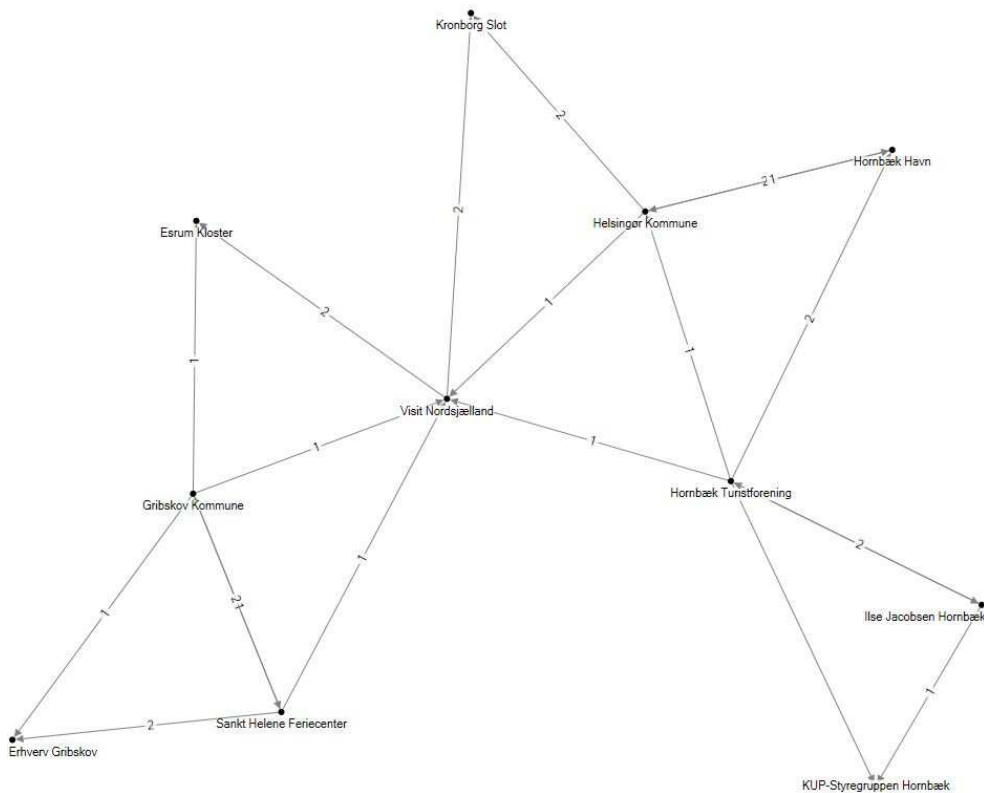 Kronborg Slot
2
Hornbæk Havn
21
Helsingør Kommune
Esrum Kloster
2
2
1
2
1
1
Visit Nordsjælland
1
1
Hornbæk Turistforening
Gribskov Kommune
2
1
21
1
Ilse Jacobsen Hornbæk
1
Sankt Helene Feriecenter
2
Erhverv Gribskov
KUP-Styregruppen Hornbæk